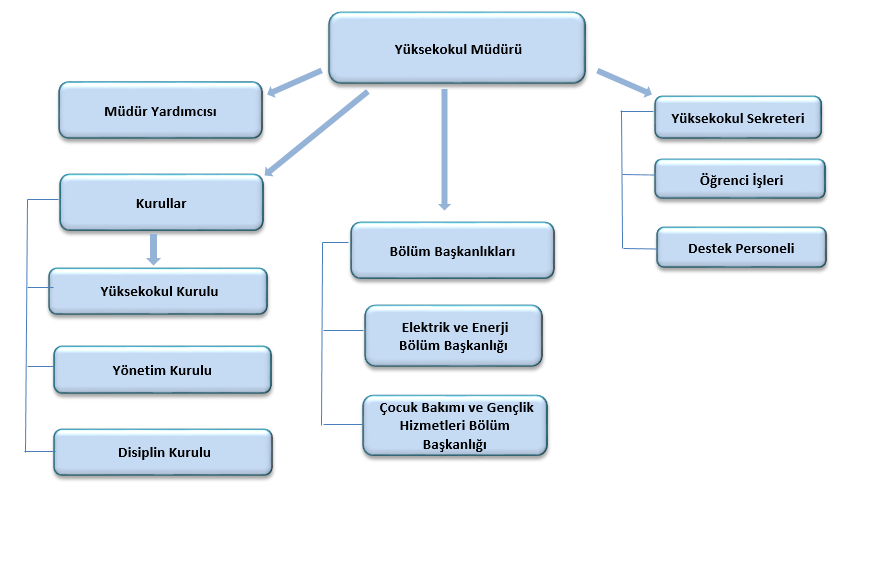 Yüksekokul Müdürü
Müdür Yardımcısı
Kurullar
Yüksekokul Kurulu
Yönetim Kurulu
Disiplin Kurulu
Bölüm Başkanlıkları
Elektrik ve Enerji
Bölüm Başkanlığı
Çocuk Bakımı ve Gençlik
Hizmetleri Bölüm
Başkanlığı
Yüksekokul Sekreteri
Öğrenci İşleri
Destek Personeli